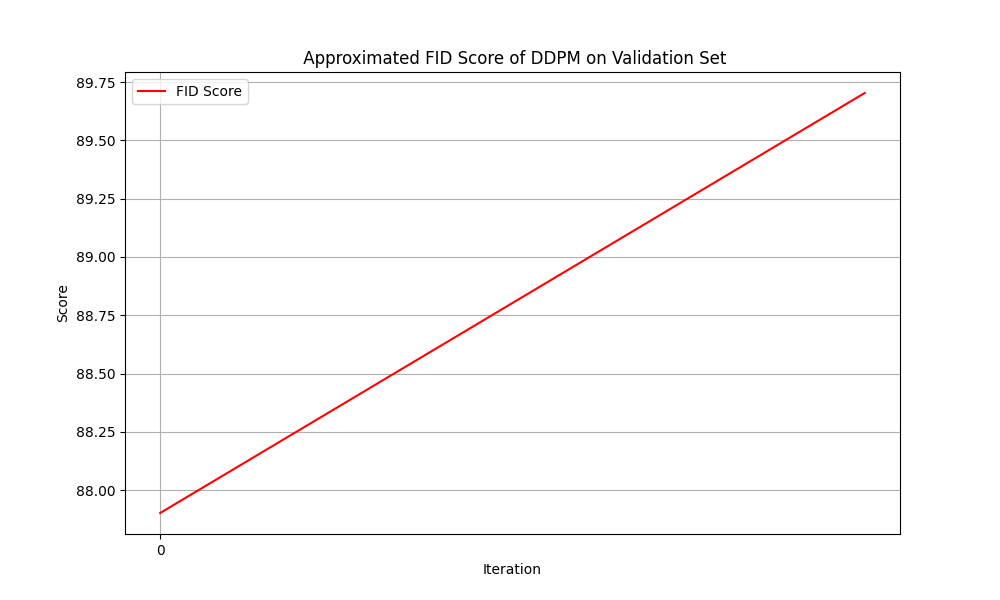 Approximated FID Score of DDPM on Validation Set
FID Score
89.75
89.50
89.25
89.00
88.75
88.50
88.25
88.00
Score
0
Iteration